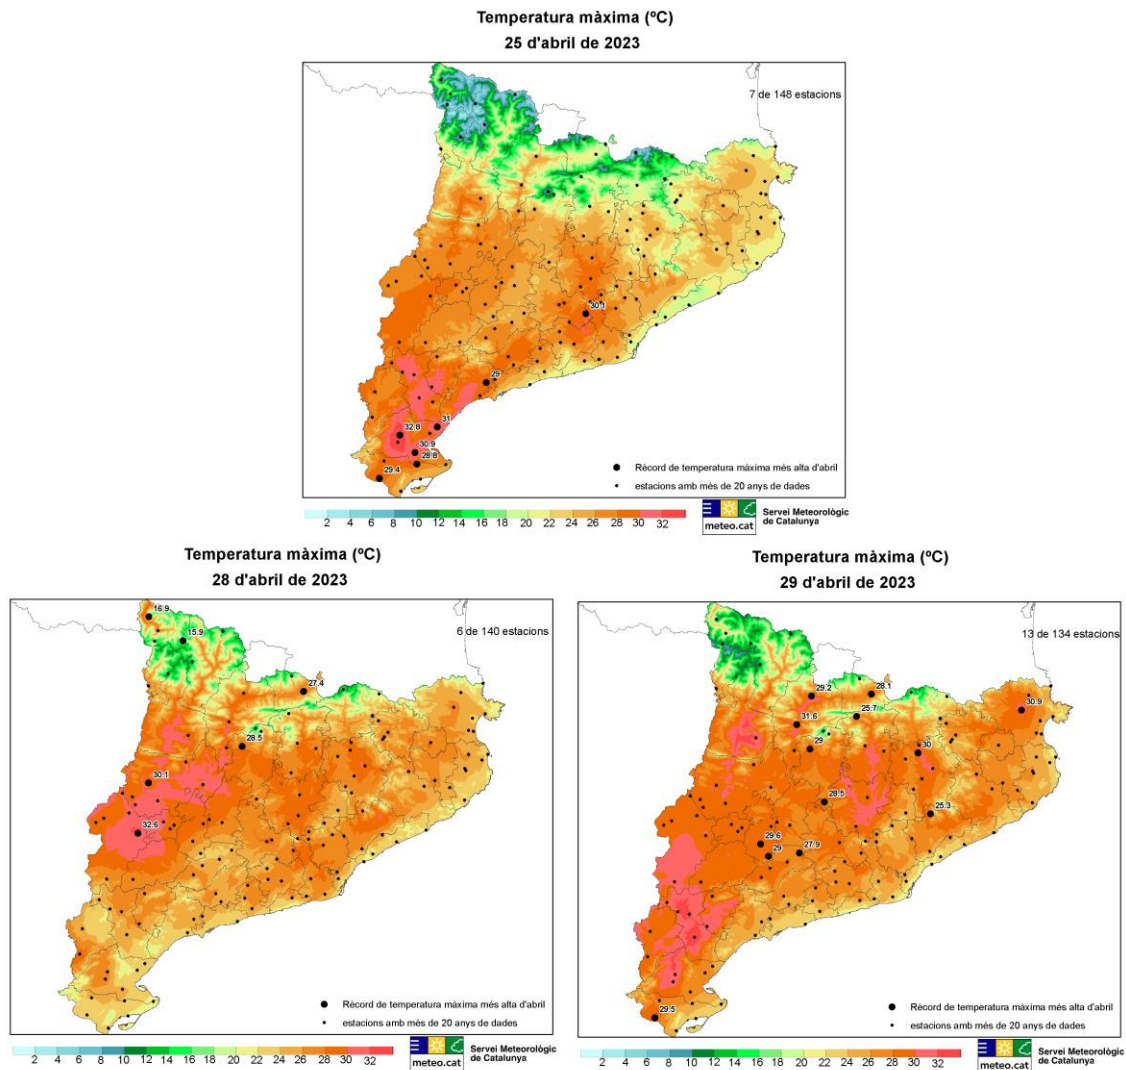 Temperatura màxima (ºC)
25 d'abril de 2023
7 de 148 estacions
30.1
29
31
32.8
30.9
28.8
29.4
Rècord de temperatura màxima més alta d'abril
estacions amb més de 20 anys de dades
2 4 6 8 10 12 14 16 18 20 22 24 26 28 30 32
meteo.cat
Servei Meteorològic
de Catalunya
Temperatura màxima (ºC)
28 d'abril de 2023
6 de 140 estacions
16.9
15.9
27.4
28.5
30.1
32.6
Rècord de temperatura màxima més alta d'abril
estacions amb més de 20 anys de dades
2 4 6 8 10 12 14 16 18 20 22 24 26 28 30 32
meteo.cat
Servei Meteorològic
de Catalunya
Temperatura màxima (ºC)
29 d'abril de 2023
13 de 134 estacions
29.2
28.1
25.7
30.9
31.6
29
30
28.5
25.3
29.6
29
27.9
29.5
Rècord de temperatura màxima més alta d'abril
estacions amb més de 20 anys de dades
2 4 6 8 10 12 14 16 18 20 22 24 26 28 30 32
meteo.cat
Servei Meteorològic
de Catalunya